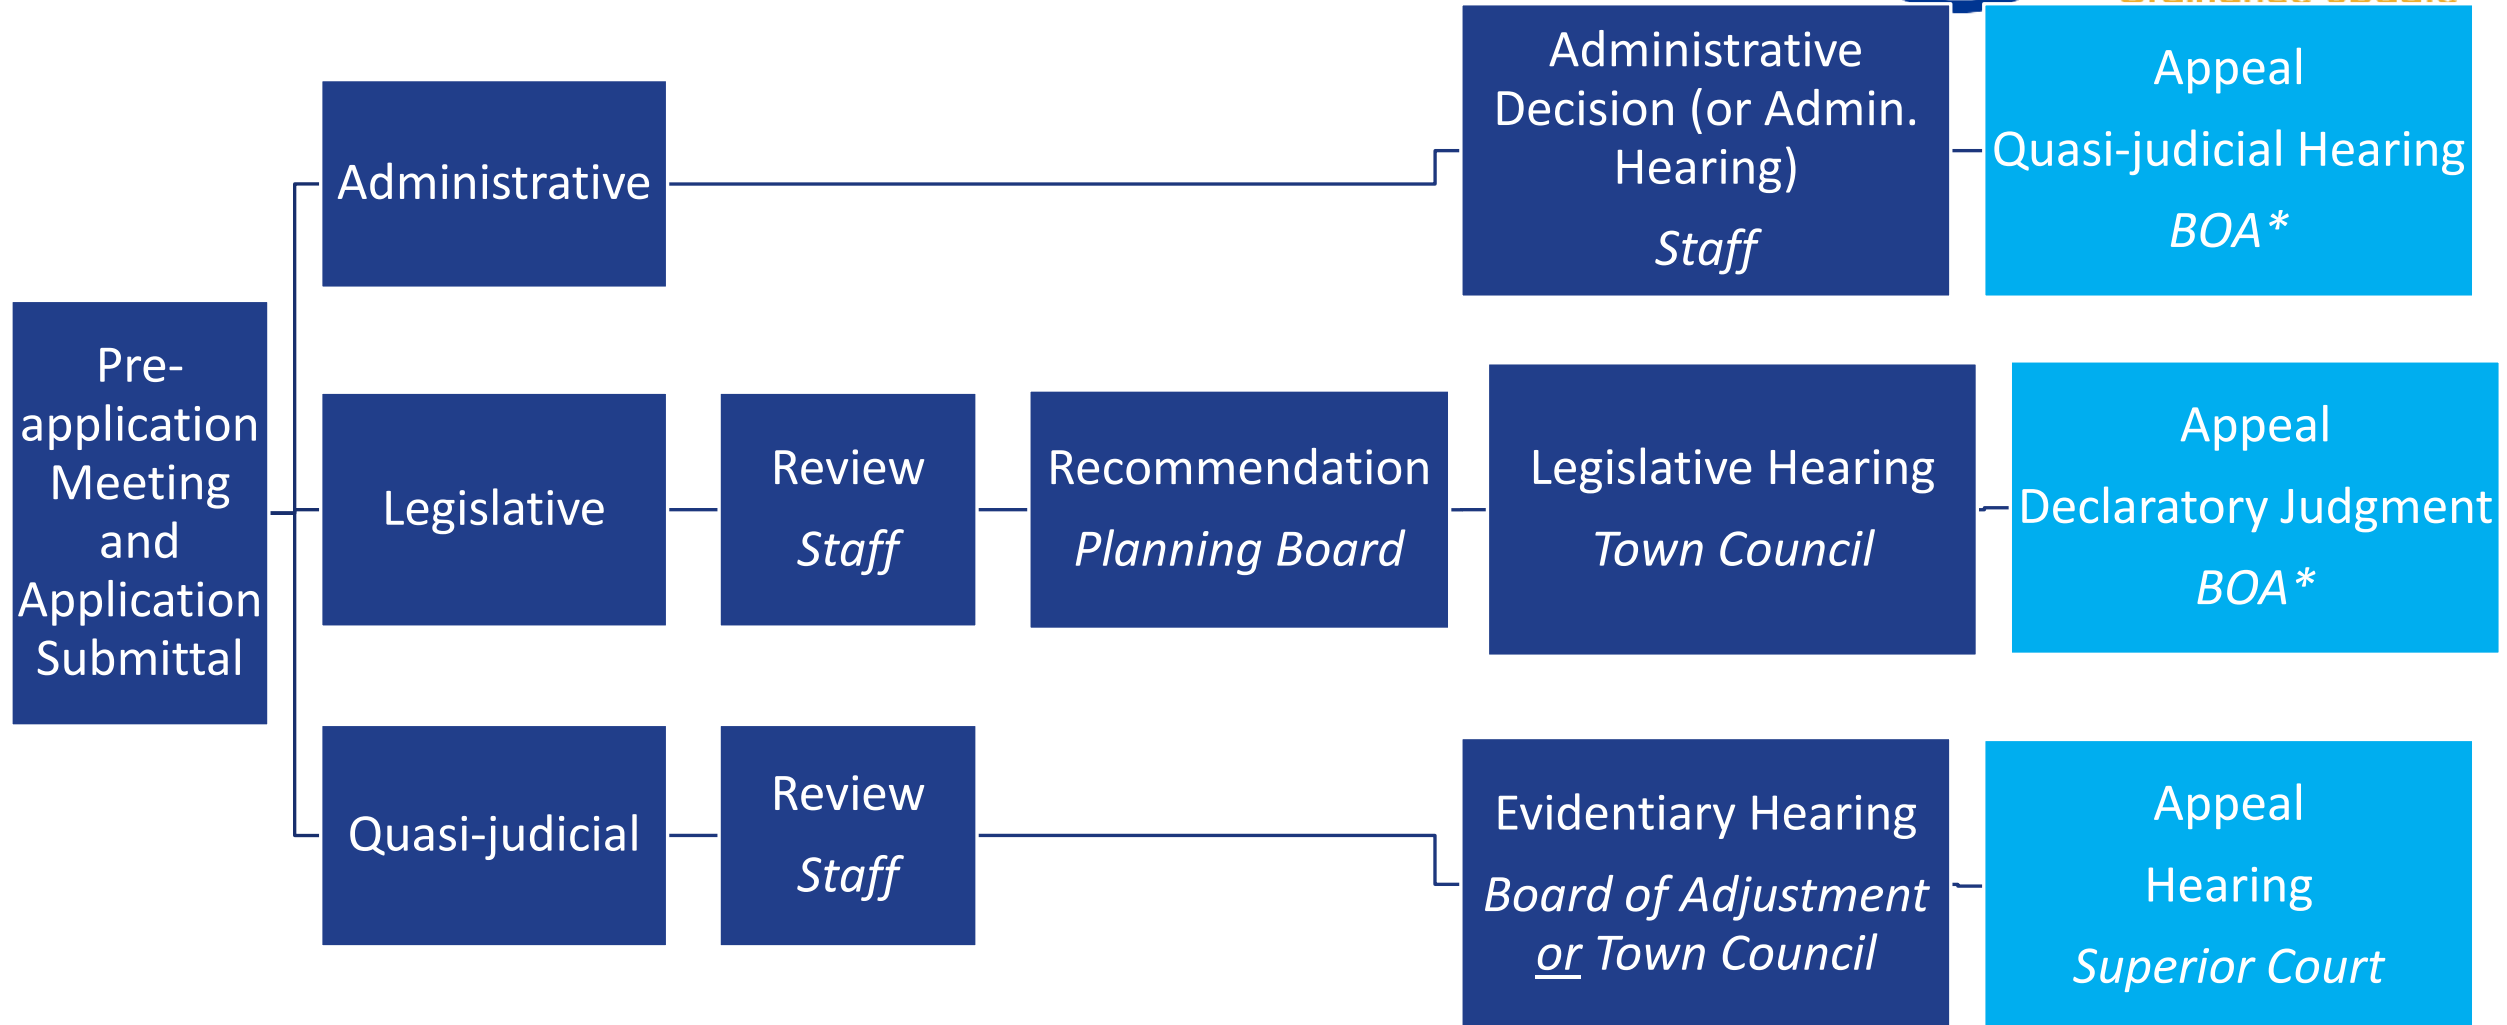 Pre-
application
Meeting
and
Application
Submittal
Administrative
Administrative
Decision (or Admin.
Hearing)
Staff
Appeal
Quasi-judicial Hearing
BOA*
Legislative
Review
Staff
Recommendation
Planning Board
Legislative Hearing
Town Council
Appeal
Declaratory Judgment
BOA*
Quasi-judicial
Review
Staff
Evidentiary Hearing
Board of Adjustment
or Town Council
Appeal
Hearing
Superior Court